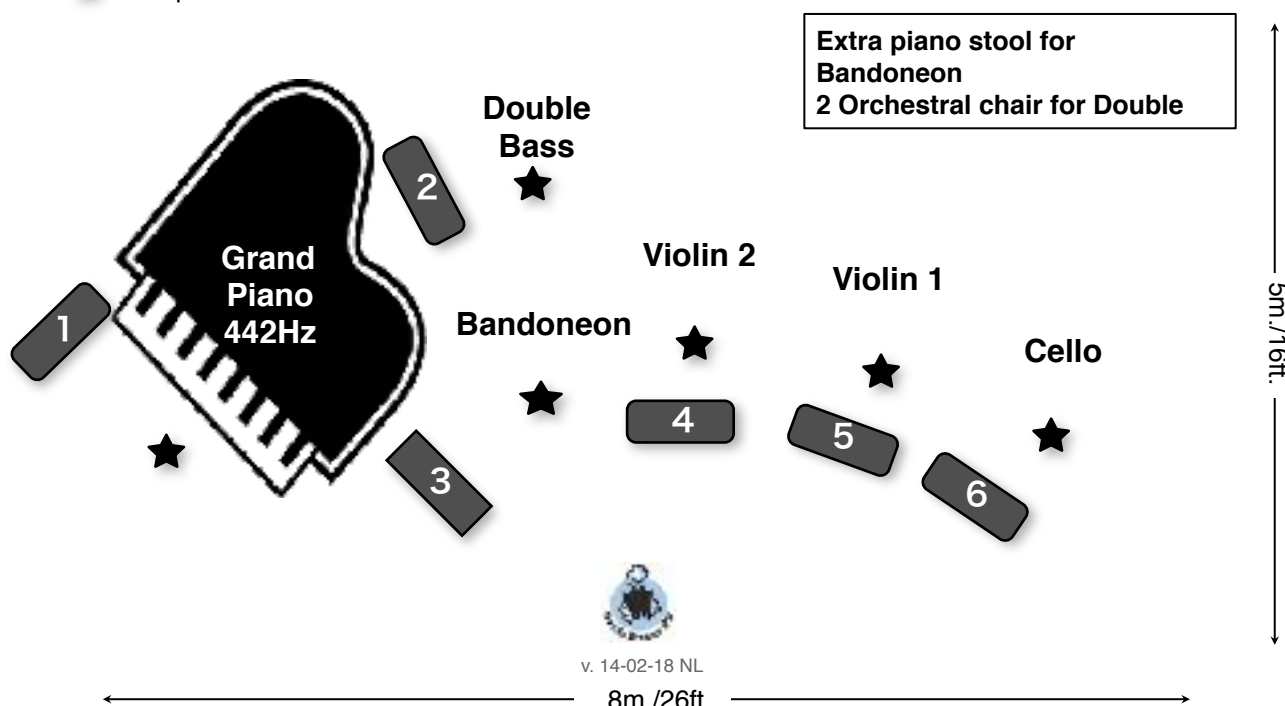 Extra piano stool for
Bandoneon
2 Orchestral chair for Double
Double
Bass
2
Grand
Piano
442Hz
1
Violin 2
Violin 1
Bandoneon
Cello
4
5
3
6
5m./16ft.
v. 14-02-18 NL
8m /26ft